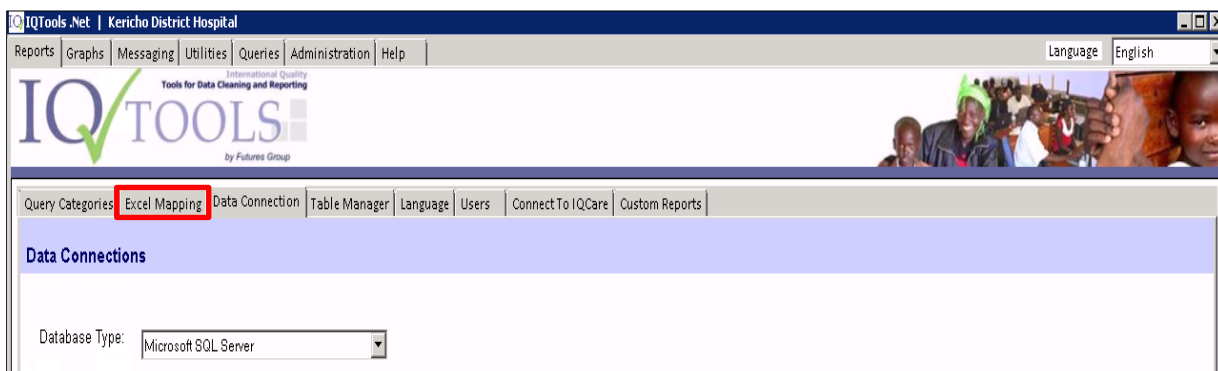 IQTools .Net | Kericho District Hospital
Reports Graphs Messaging Utilities Queries Administration Help Language English
International Quality
Tools for Data Cleaning and Reporting
IQTOOLS
by Futures Group
Query Categories Excel Mapping Data Connection Table Manager Language Users Connect To IQCare Custom Reports
Data Connections
Database Type: Microsoft SQL Server